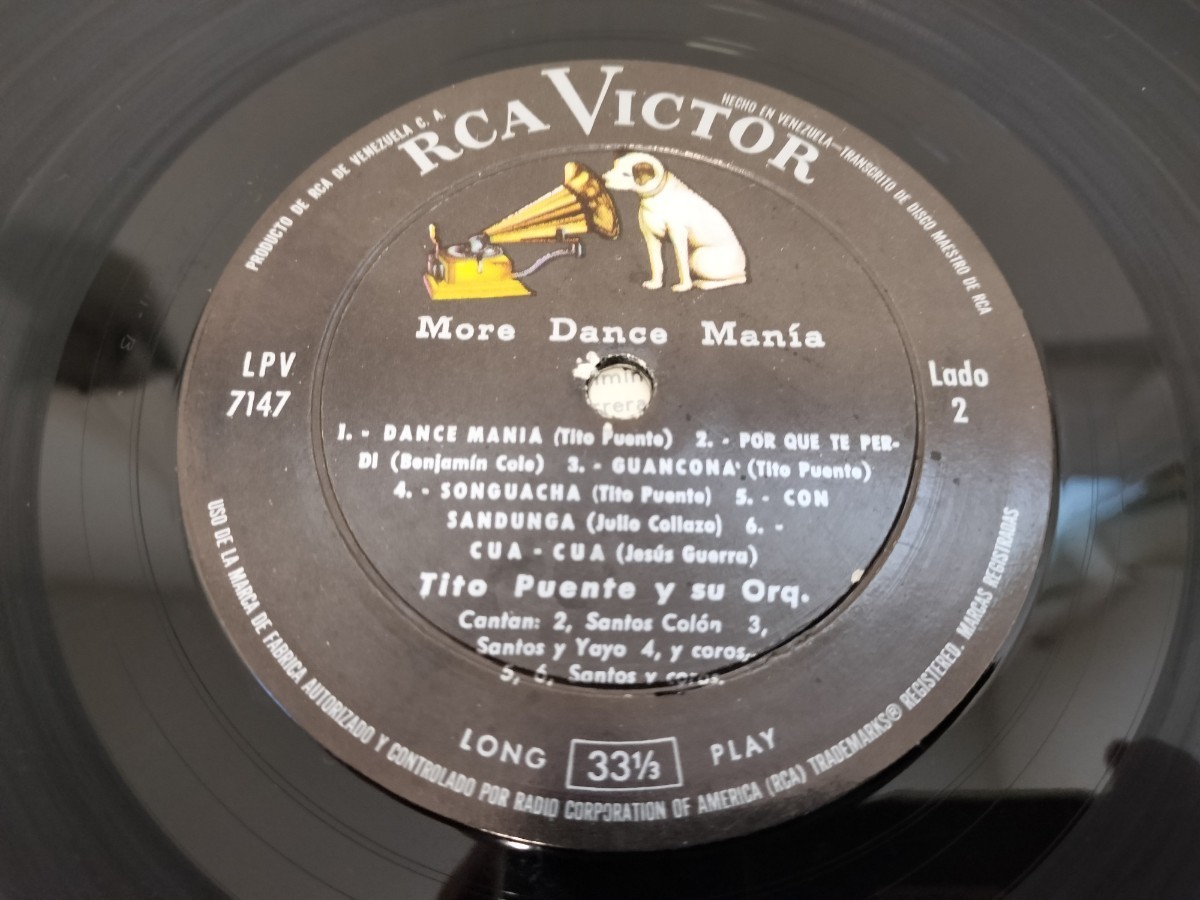 RCA VICTOR
PRODUCTO DE RCA DE VENEZUELA C. A.
HECHO EN VENEZUELA—TRANSCRITO DE DISCO MAESTRO DE RCA
More Dance Manía
LPV
7147
Lado
2
1. - DANCE MANIA (Tito Puente) 2. - POR QUE TE PER-
DI (Benjamín Cole) 3. - GUANCONA' (Tito Puente)
4. - SONGUACHA (Tito Puente) 5. - CON
SANDUNGA (Julio Collazo) 6. -
CUA - CUA (Jesús Guerra)
Tito Puente y su Orq.
Cantan: 2, Santos Colón 3,
Santos y Yayo 4, y coros,
5, 6, Santos y coros.
LONG 33⅓ PLAY
USO DE LA MARCA DE FABRICA AUTORIZADO Y CONTROLADO POR RADIO CORPORATION OF AMERICA (RCA) TRADEMARKS® REGISTERED. MARCAS REGISTRADAS